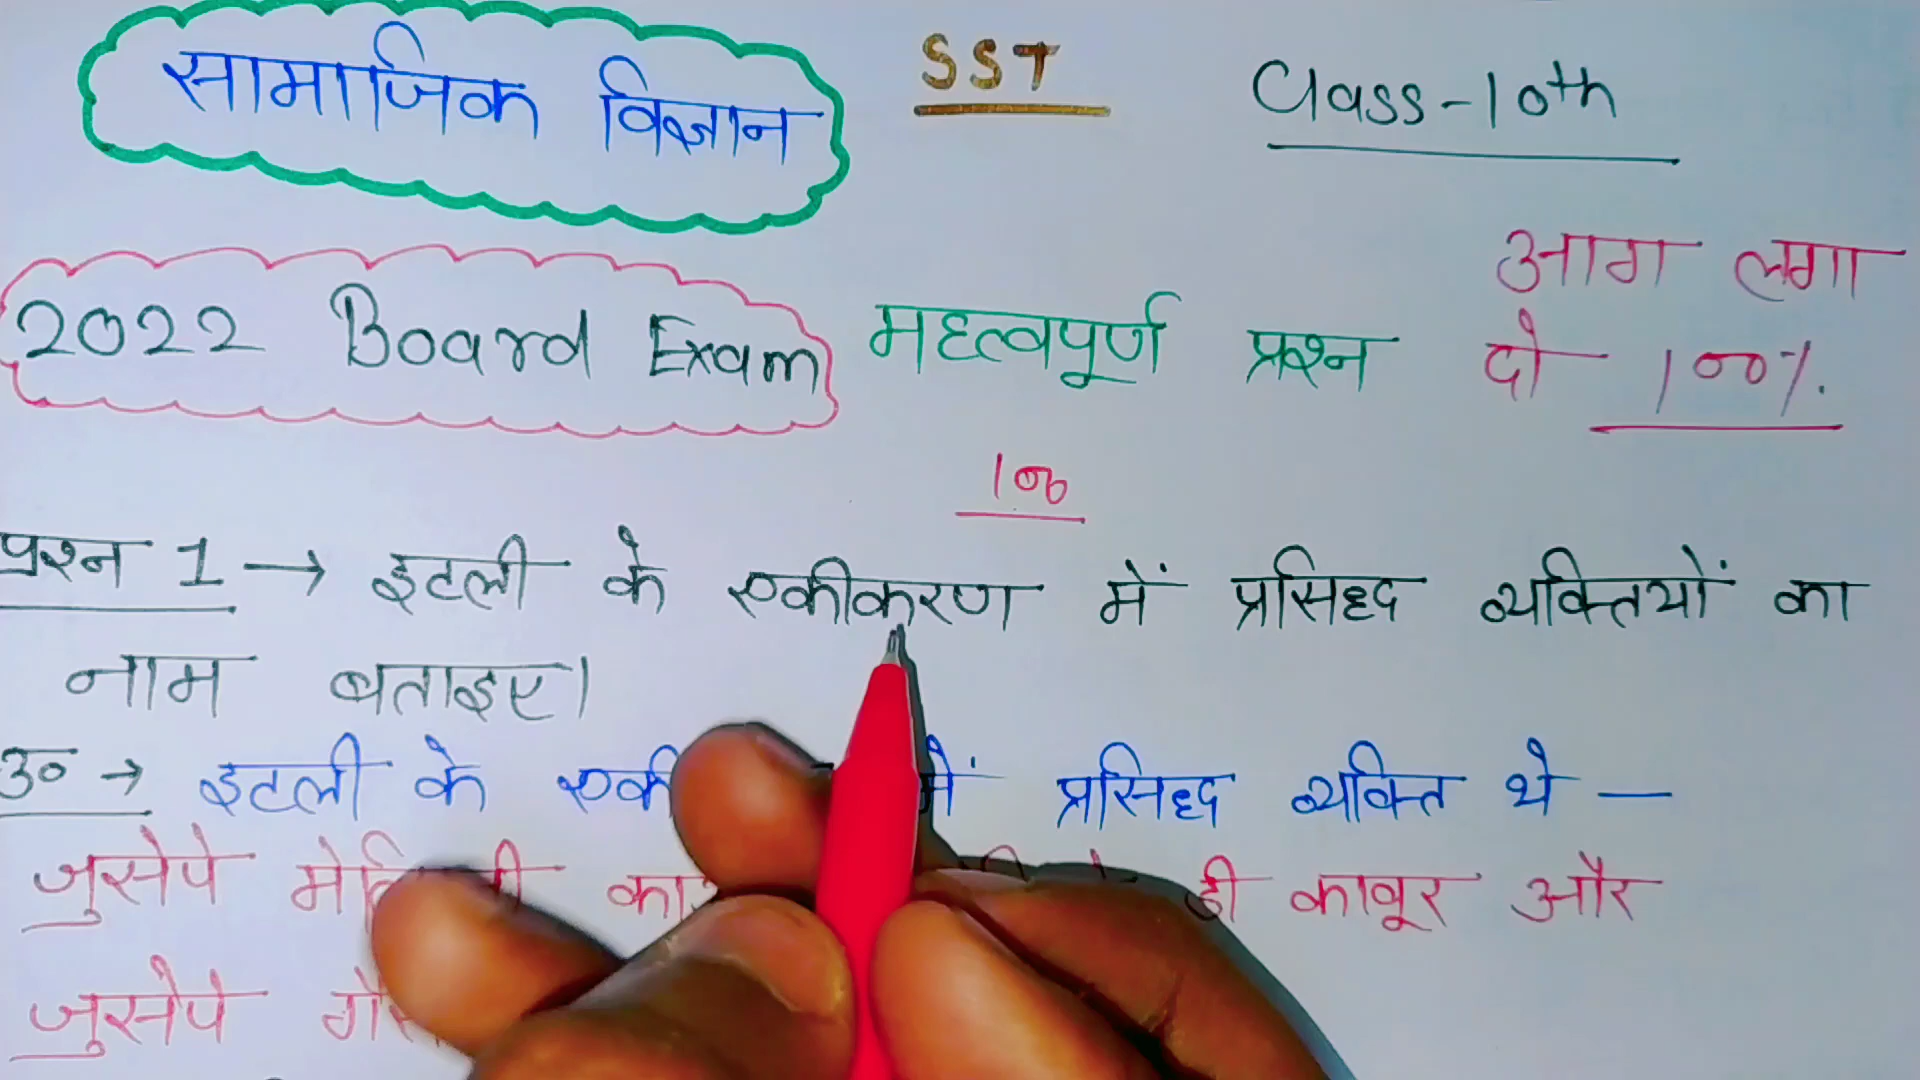 सामाजिक विज्ञान SST Class-10th
आग लगा
2022 Board Exam महत्वपूर्ण प्रश्न दो 100%.
100
प्रश्न 1 → इटली के एकीकरण में प्रसिद्ध व्यक्तियों का
नाम बताइए।
उ० → इटली के में प्रसिद्ध व्यक्ति थे —
जुसेपे डी कावूर और
जुसेपे